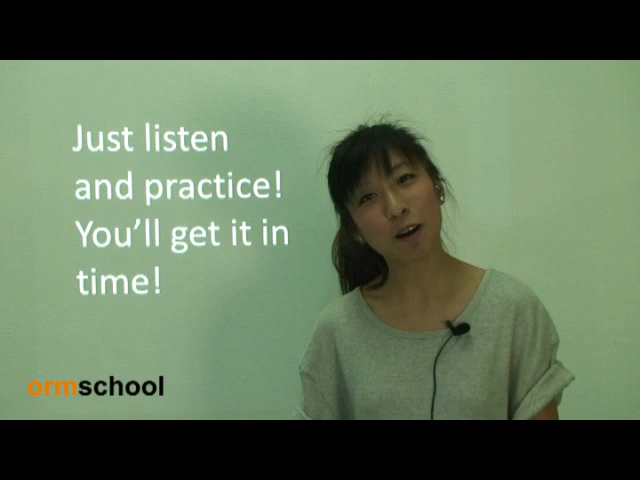 Just listen
and practice!
You’ll get it in
time!
ormschool